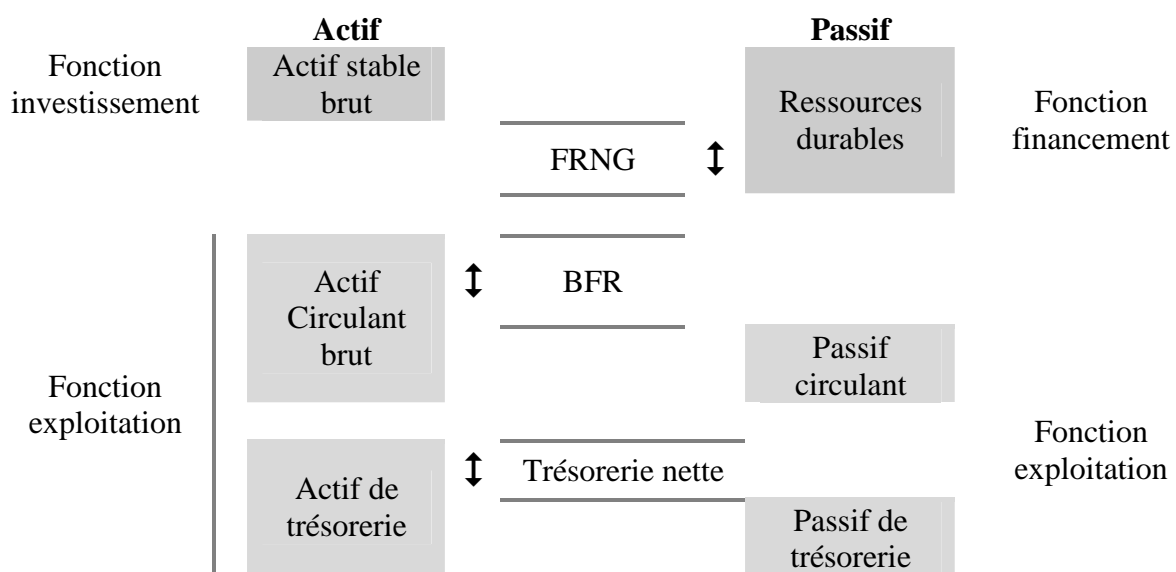 Actif
Passif
Fonction
investissement
Actif stable
brut
Ressources
durables
Fonction
financement
FRNG
Fonction
exploitation
Actif
Circulant
brut
BFR
Passif
circulant
Fonction
exploitation
Actif de
trésorerie
Trésorerie nette
Passif de
trésorerie